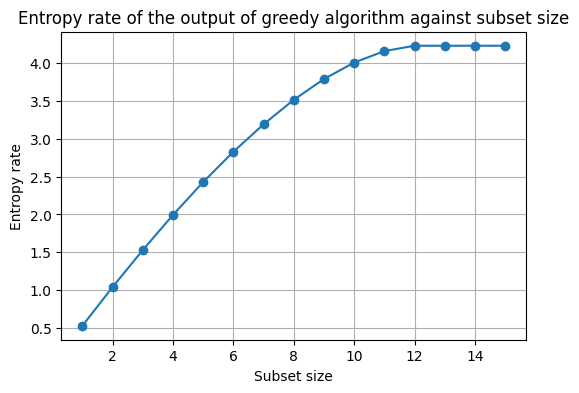 Entropy rate of the output of greedy algorithm against subset size
4.0
3.5
3.0
2.5
2.0
1.5
1.0
0.5
Entropy rate
2 4 6 8 10 12 14
Subset size